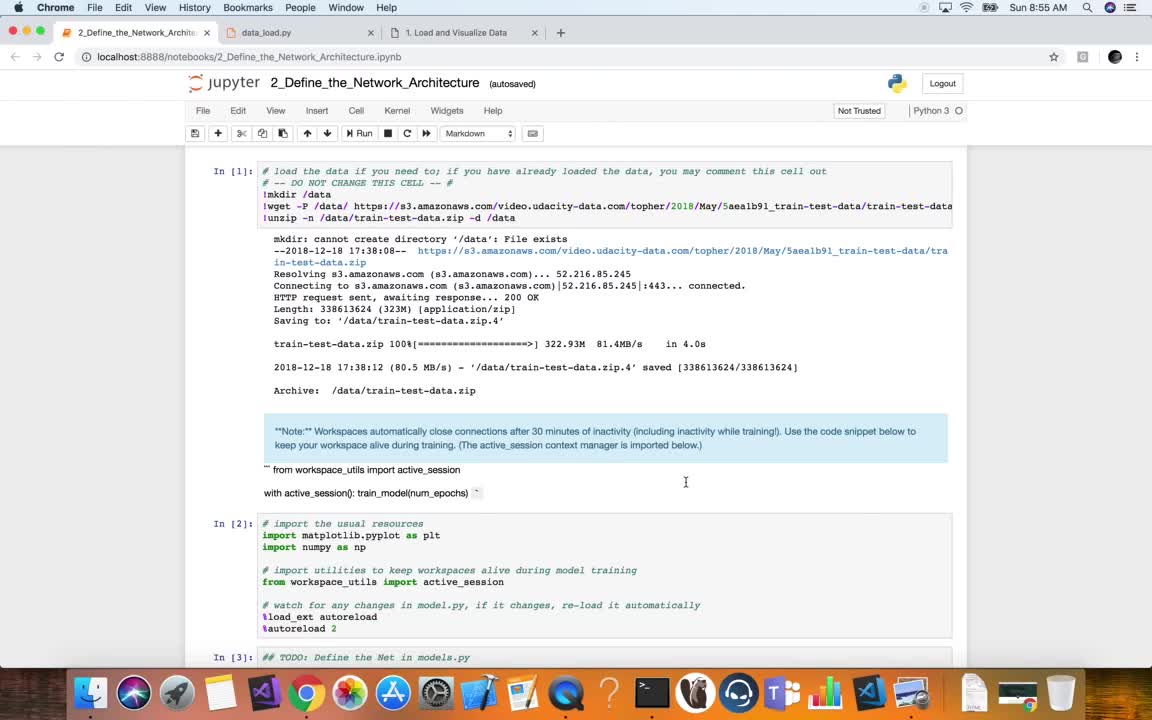 Chrome File Edit View History Bookmarks People Window Help Sun 8:55 AM
2_Define_the_Network_Archite data_load.py 1. Load and Visualize Data
localhost:8888/notebooks/2_Define_the_Network_Architecture.ipynb
jupyter 2_Define_the_Network_Architecture (autosaved) Logout
File Edit View Insert Cell Kernel Widgets Help Not Trusted Python 3
Run Markdown
In [1]: # load the data if you need to; if you have already loaded the data, you may comment this cell out
# -- DO NOT CHANGE THIS CELL -- #
!mkdir /data
!wget -P /data/ https://s3.amazonaws.com/video.udacity-data.com/topher/2018/May/5aea1b91_train-test-data/train-test-data
!unzip -n /data/train-test-data.zip -d /data
mkdir: cannot create directory ‘/data’: File exists
--2018-12-18 17:38:08-- https://s3.amazonaws.com/video.udacity-data.com/topher/2018/May/5aea1b91_train-test-data/tra
in-test-data.zip
Resolving s3.amazonaws.com (s3.amazonaws.com)... 52.216.85.245
Connecting to s3.amazonaws.com (s3.amazonaws.com)|52.216.85.245|:443... connected.
HTTP request sent, awaiting response... 200 OK
Length: 338613624 (323M) [application/zip]
Saving to: ‘/data/train-test-data.zip.4’
train-test-data.zip 100%[===================>] 322.93M 81.4MB/s in 4.0s
2018-12-18 17:38:12 (80.5 MB/s) - ‘/data/train-test-data.zip.4’ saved [338613624/338613624]
Archive: /data/train-test-data.zip
**Note:** Workspaces automatically close connections after 30 minutes of inactivity (including inactivity while training!). Use the code snippet below to
keep your workspace alive during training. (The active_session context manager is imported below.)
``` from workspace_utils import active_session
with active_session(): train_model(num_epochs) `
In [2]: # import the usual resources
import matplotlib.pyplot as plt
import numpy as np
# import utilities to keep workspaces alive during model training
from workspace_utils import active_session
# watch for any changes in model.py, if it changes, re-load it automatically
%load_ext autoreload
%autoreload 2
In [3]: ## TODO: Define the Net in models.py